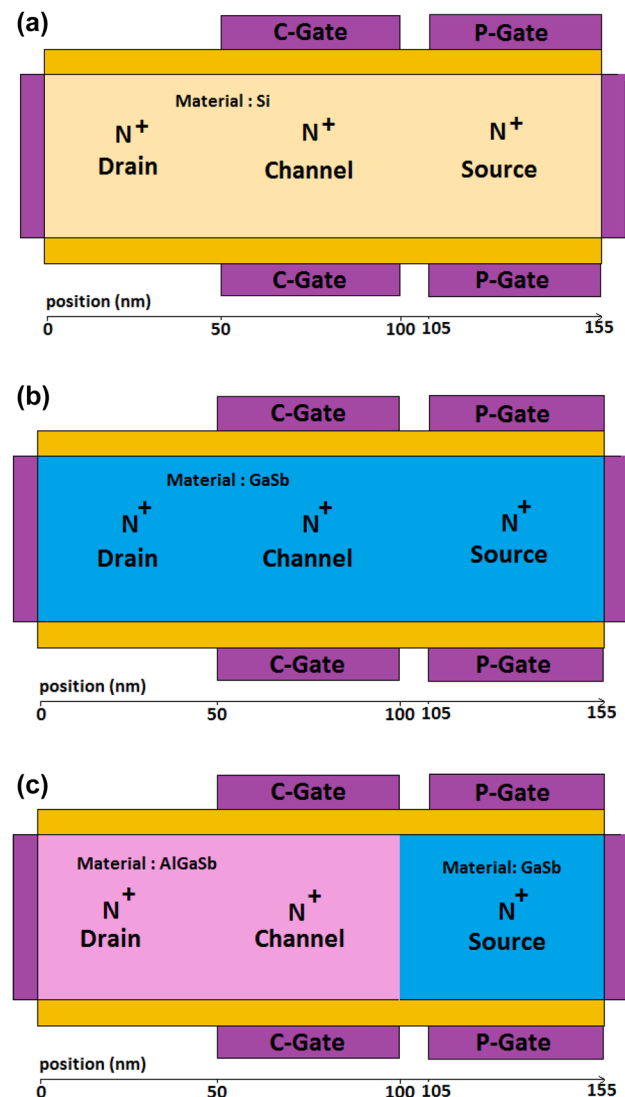 (a)
C-Gate P-Gate
Material : Si
N+ N+ N+
Drain Channel Source
C-Gate P-Gate
position (nm)
0 50 100 105 155
(b)
C-Gate P-Gate
Material : GaSb
N+ N+ N+
Drain Channel Source
C-Gate P-Gate
position (nm)
0 50 100 105 155
(c)
C-Gate P-Gate
Material : AlGaSb Material: GaSb
N+ N+ N+
Drain Channel Source
C-Gate P-Gate
position (nm)
0 50 100 105 155